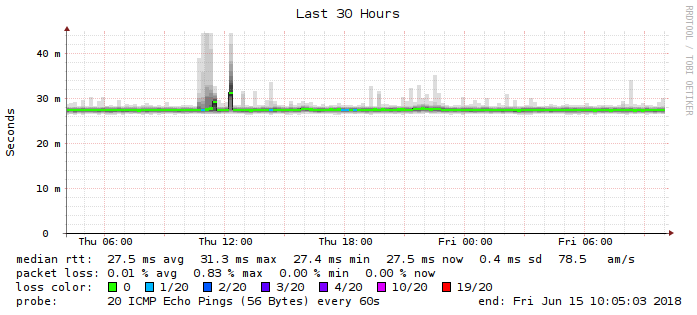 Last 30 Hours
RRDTOOL / TOBI OETIKER
Seconds
40 m
30 m
20 m
10 m
0
Thu 06:00 Thu 12:00 Thu 18:00 Fri 00:00 Fri 06:00
median rtt: 27.5 ms avg 31.3 ms max 27.4 ms min 27.5 ms now 0.4 ms sd 78.5 am/s
packet loss: 0.01 % avg 0.83 % max 0.00 % min 0.00 % now
loss color: 0 1/20 2/20 3/20 4/20 10/20 19/20
probe: 20 ICMP Echo Pings (56 Bytes) every 60s end: Fri Jun 15 10:05:03 2018